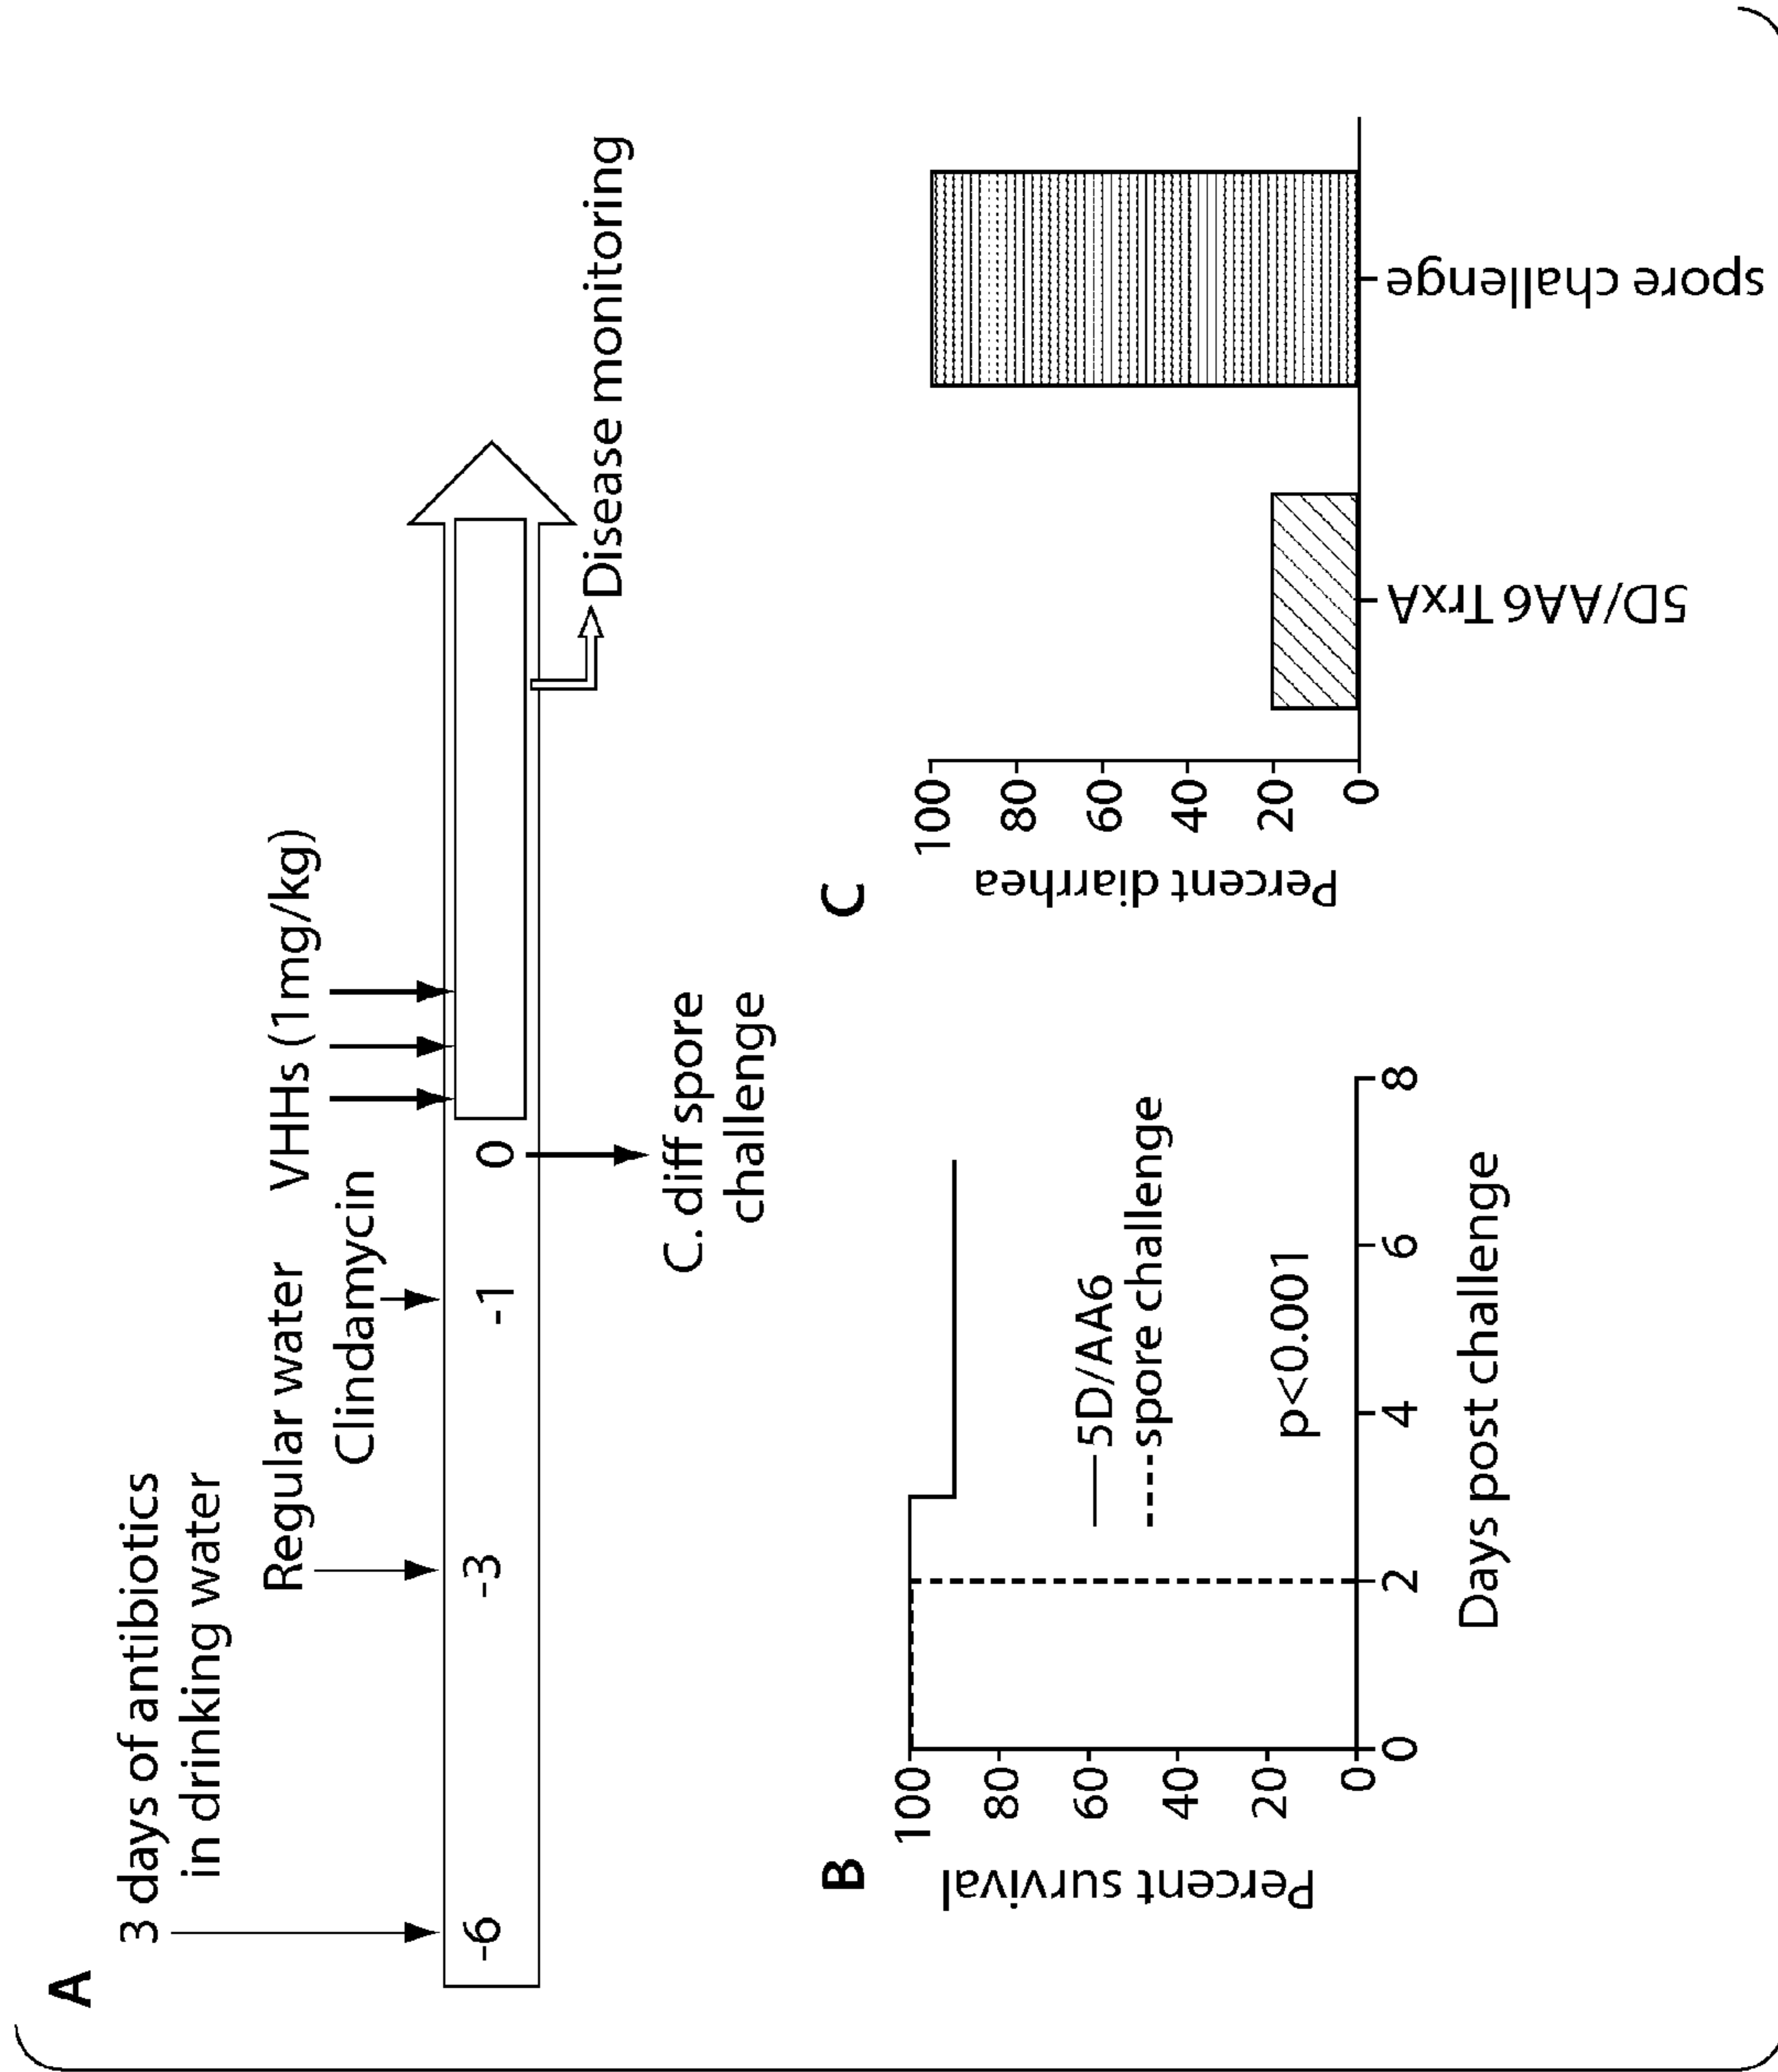 A
3 days of antibiotics
in drinking water
Regular water
Clindamycin
VHHs (1mg/kg)
-6
-3
-1
0
C. diff spore
challenge
Disease monitoring
B
Percent survival
100
80
60
40
20
0
5D/AA6
spore challenge
p<0.001
0
2
4
6
8
Days post challenge
C
Percent diarrhea
100
80
60
40
20
0
5D/AA6 TrxA
spore challenge